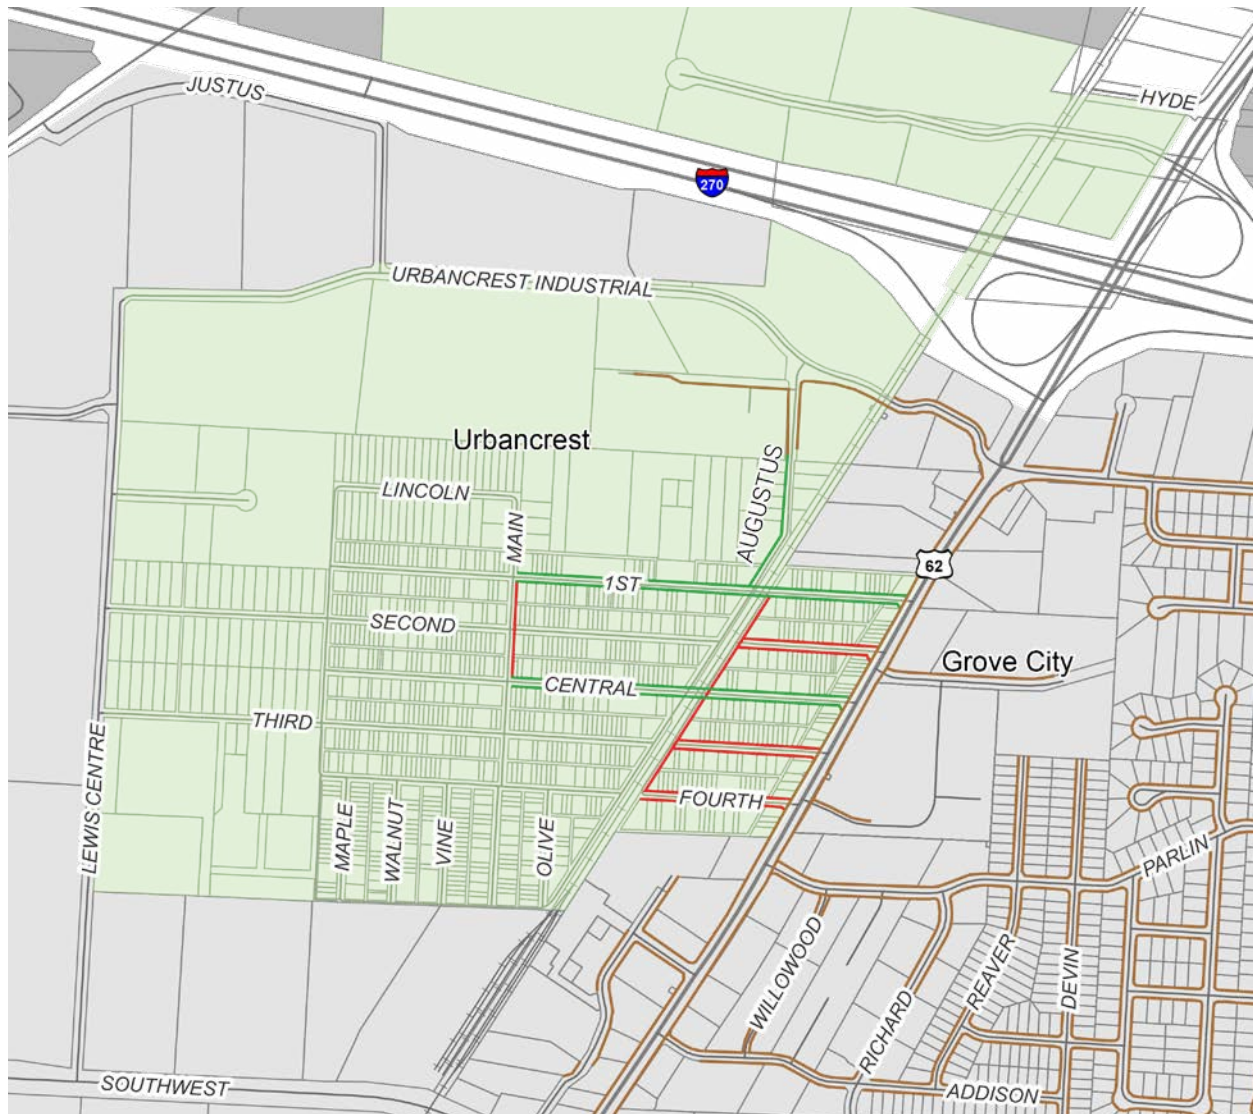 JUSTUS
HYDE
270
URBANCREST INDUSTRIAL
Urbancrest
LINCOLN
MAIN
AUGUSTUS
1ST
62
SECOND
Grove City
CENTRAL
THIRD
LEWIS CENTRE
FOURTH
MAPLE
WALNUT
VINE
OLIVE
PARLIN
WILLOWOOD
REAVER
DEVIN
RICHARD
SOUTHWEST
ADDISON